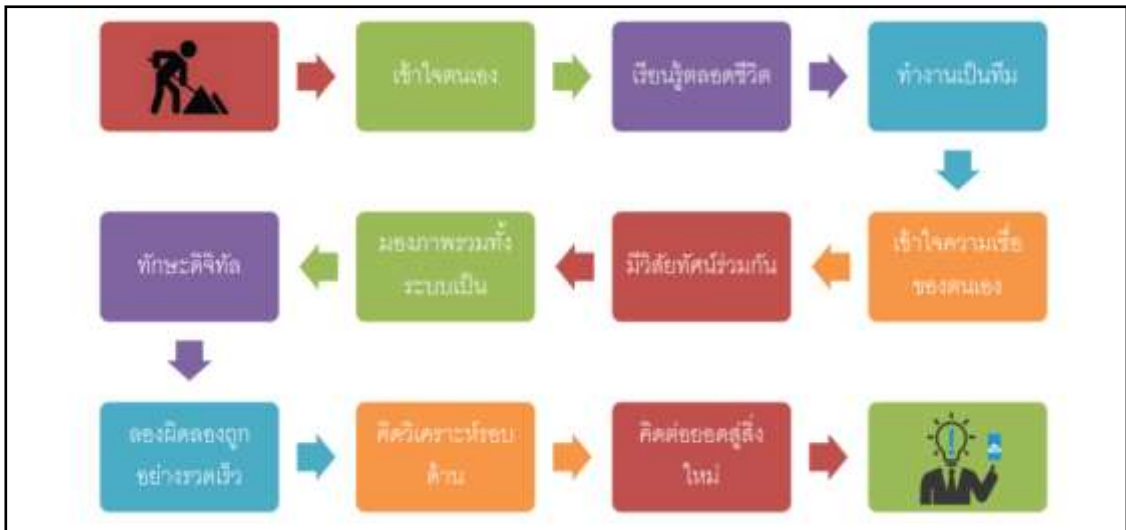 เข้าใจตนเอง
เรียนรู้ตลอดชีวิต
ทำงานเป็นทีม
เข้าใจความเชื่อ
ของตนเอง
มีวิสัยทัศน์ร่วมกัน
มองภาพรวมทั้ง
ระบบเป็น
ทักษะดิจิทัล
ลองผิดลองถูก
อย่างรวดเร็ว
คิดวิเคราะห์รอบ
ด้าน
คิดต่อยอดสู่สิ่ง
ใหม่